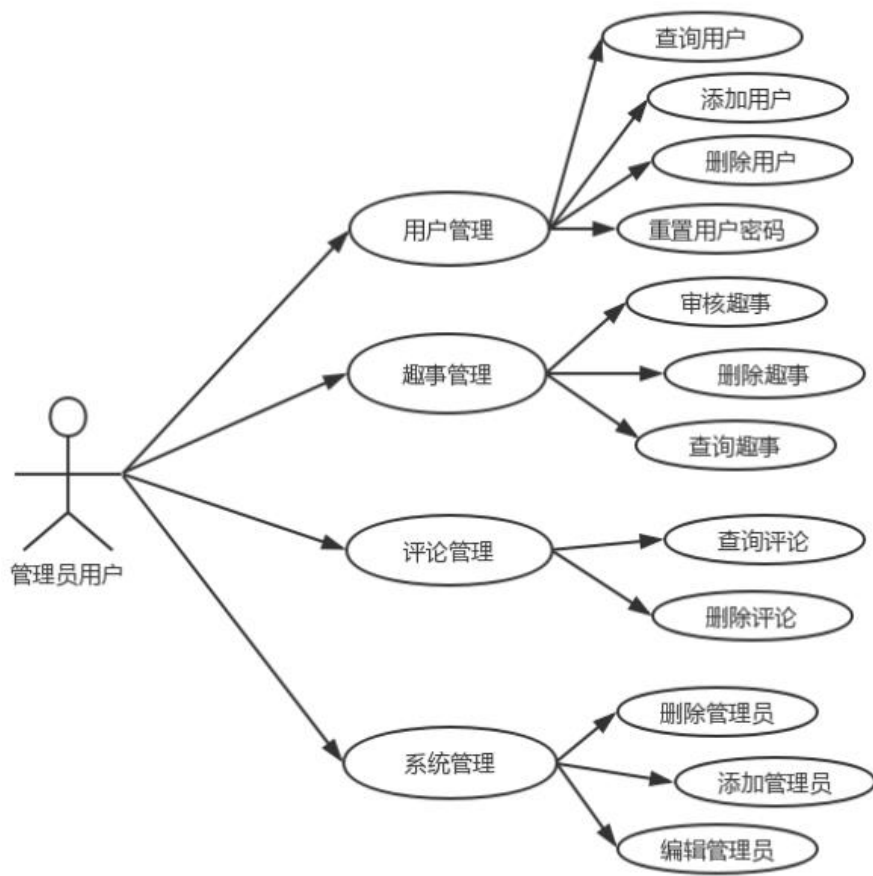 查询用户
添加用户
删除用户
用户管理
重置用户密码
审核趣事
趣事管理
删除趣事
查询趣事
管理员用户
评论管理
查询评论
删除评论
删除管理员
系统管理
添加管理员
编辑管理员